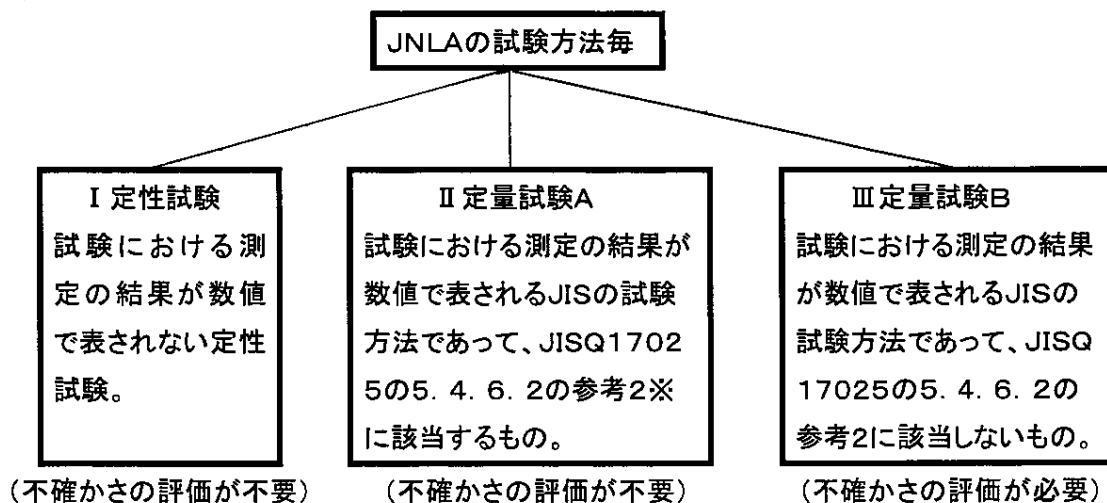 JNLAの試験方法毎
Ⅰ 定性試験
試験における測
定の結果が数値
で表されない定性
試験。
Ⅱ 定量試験A
試験における測定の結果が
数値で表されるJISの試験
方法であって、JISQ1702
5の5．4．6．2の参考2※
に該当するもの。
Ⅲ定量試験B
試験における測定の結果
が数値で表されるJISの
試験方法であって、JISQ
17025の5．4．6．2の
参考2に該当しないもの。
(不確かさの評価が不要)
(不確かさの評価が不要)
(不確かさの評価が必要)